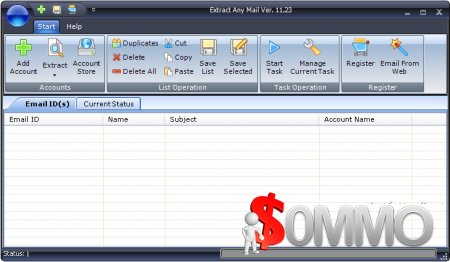 Extract Any Mail Ver. 11.23
Start Help
Add Account
Extract
Account Store
Accounts
Duplicates
Delete
Delete All
Cut
Copy
Paste
Save List
Save Selected
List Operation
Start Task
Manage Current Task
Task Operation
Register
Email From Web
Register
Email ID(s) Current Status
Email ID Name Subject Account Name
$0MMO
Status: